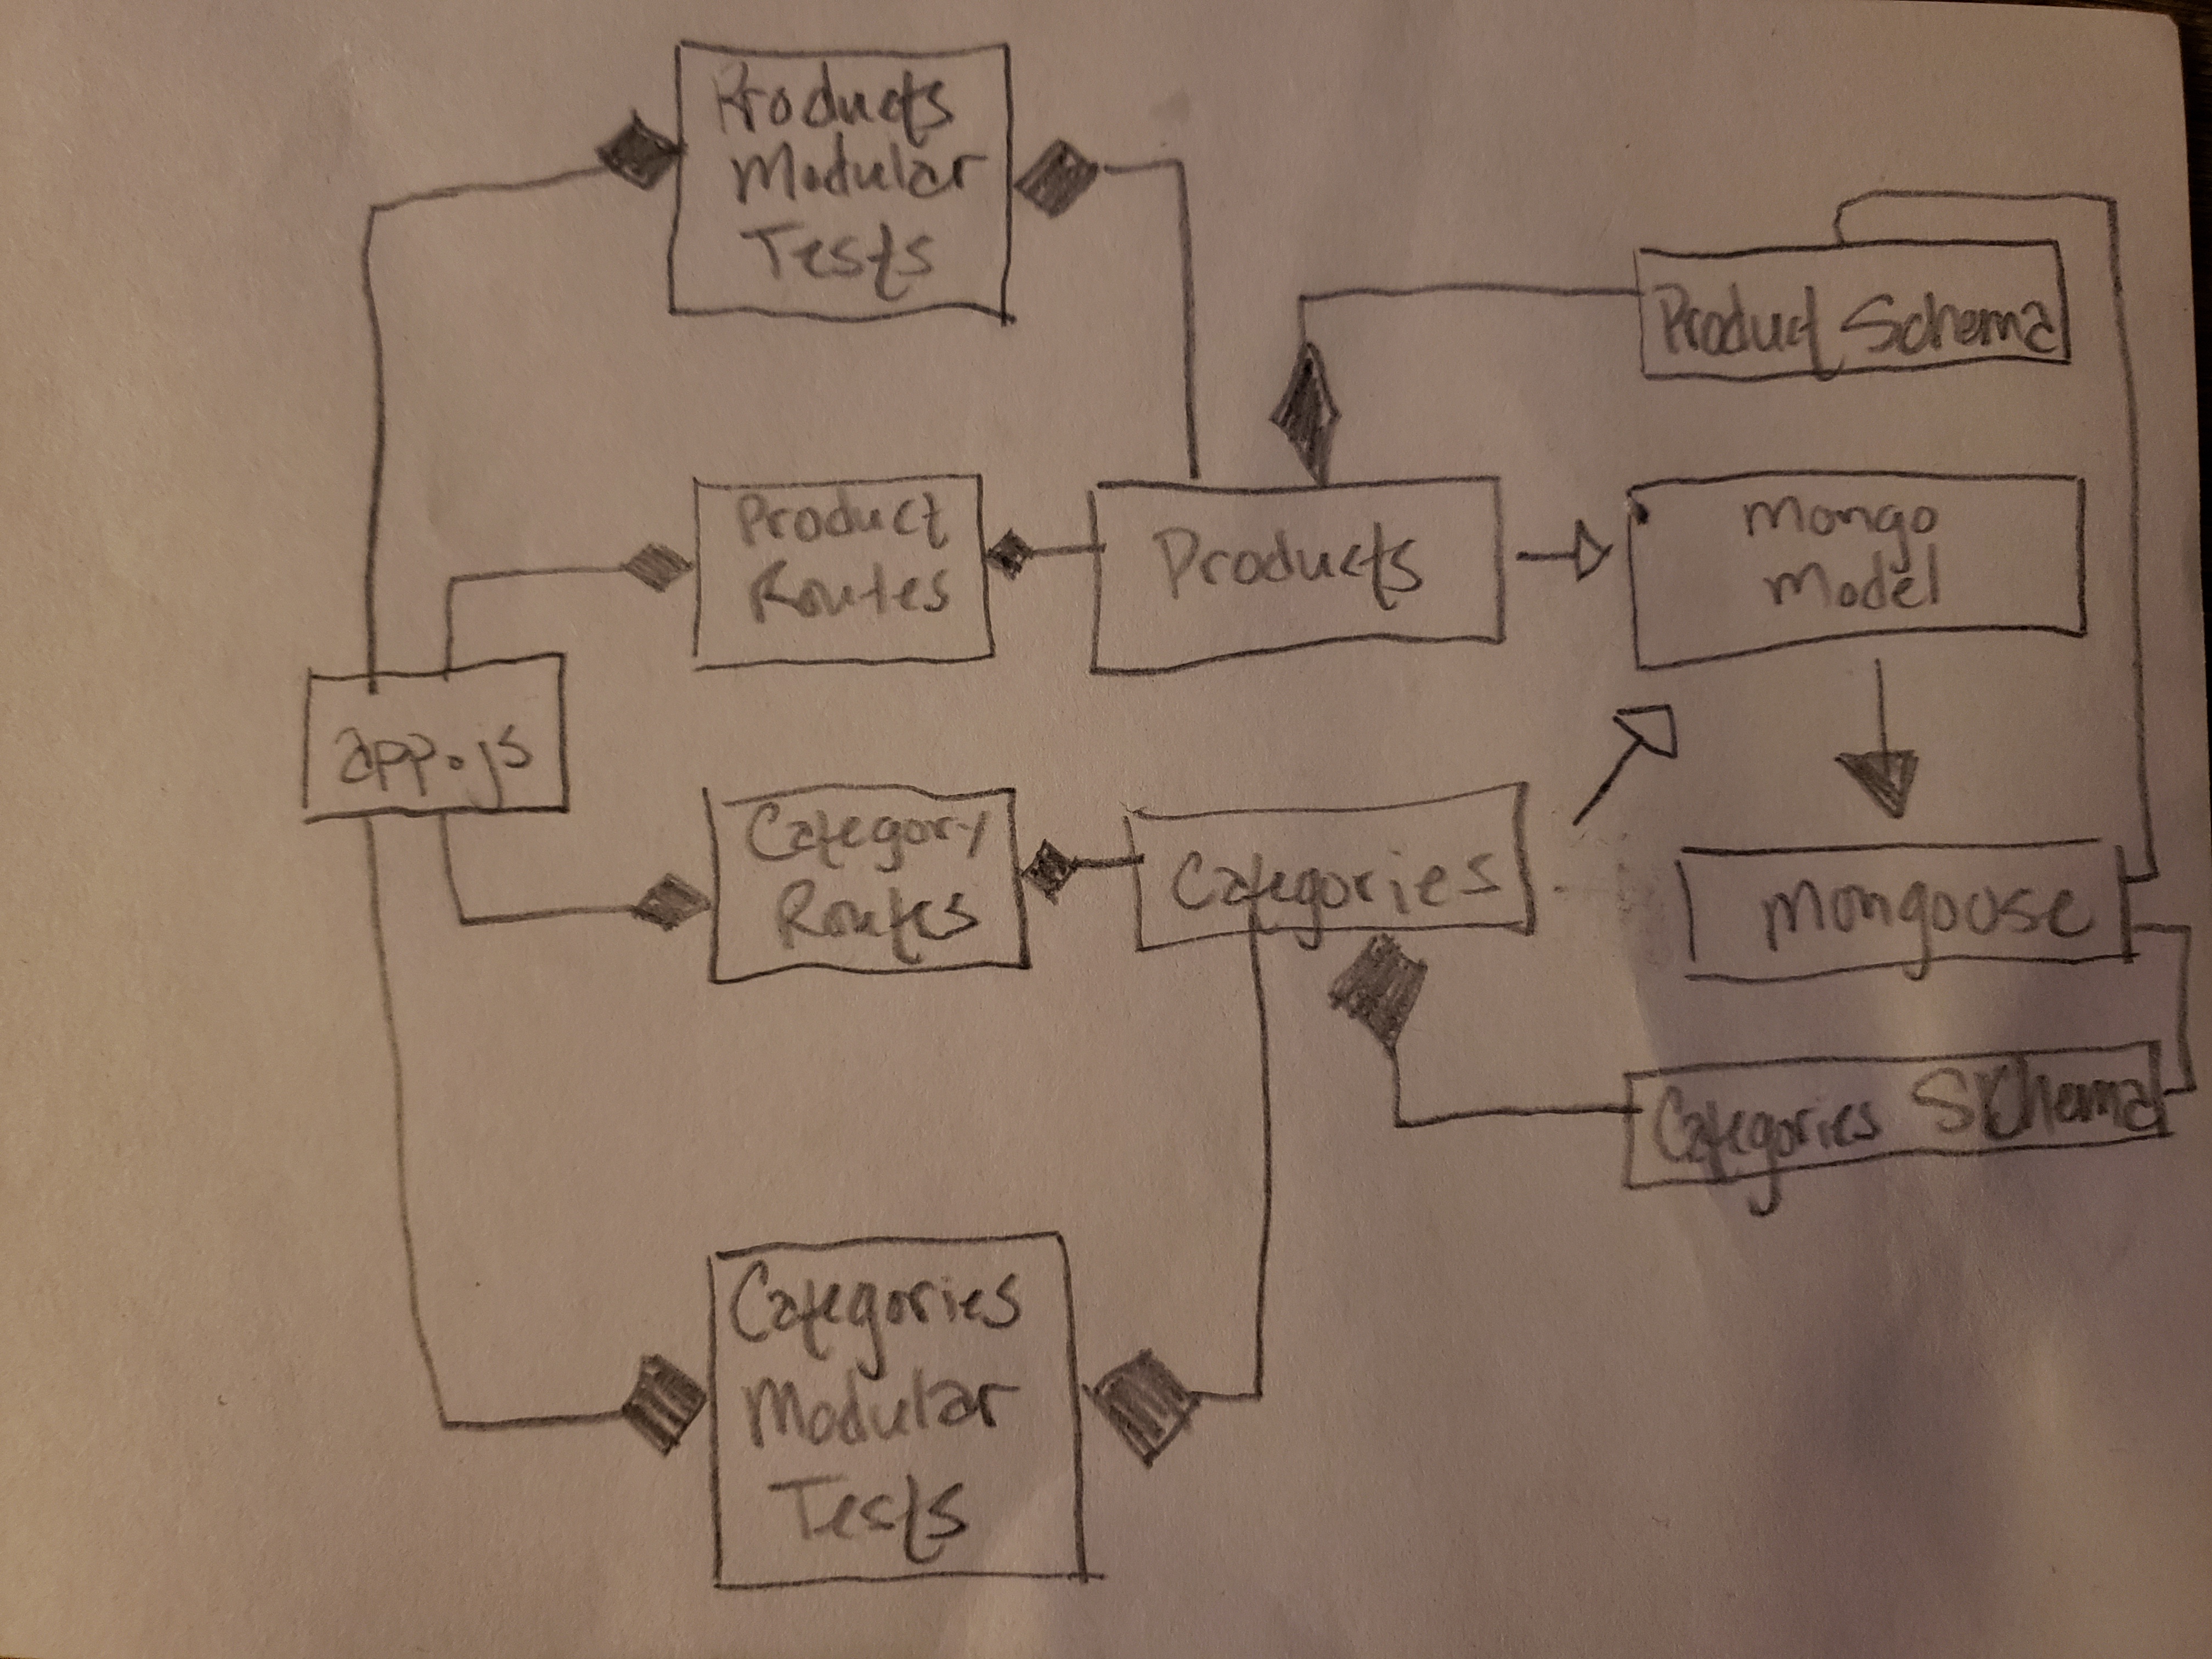 Products
Modular
Tests
Product Schema
Product
Routes
Products
Mongo
Model
app.js
Category
Routes
Categories
Mongoose
Categories Schema
Categories
Modular
Tests